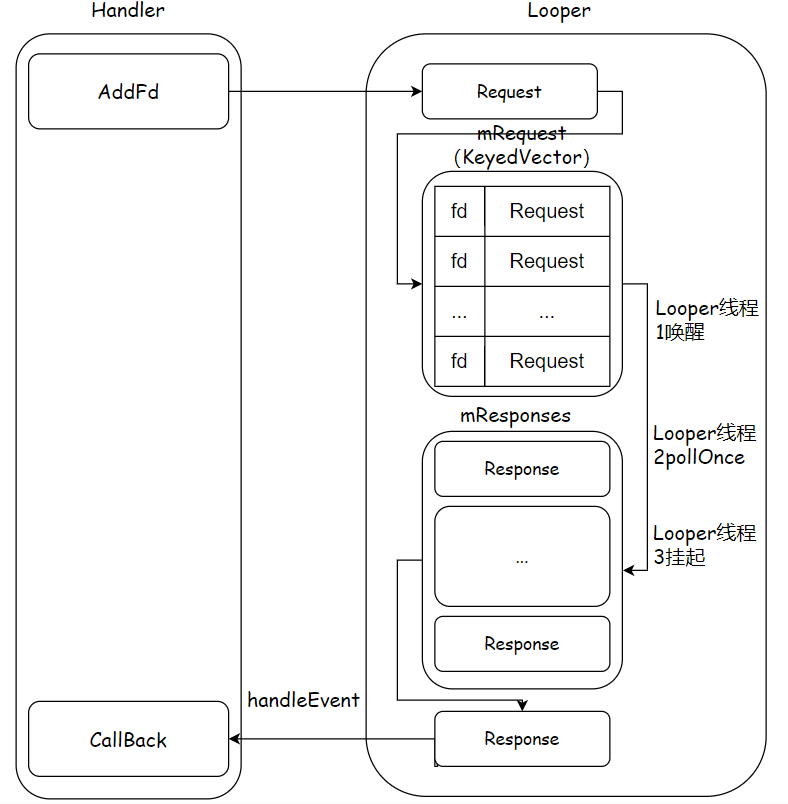 Handler
Looper
AddFd
Request
mRequest
（KeyedVector）
fd Request
fd Request
... ...
fd Request
Looper线程
1唤醒
mResponses
Response
Looper线程
2pollOnce
...
Looper线程
3挂起
Response
handleEvent
CallBack
Response